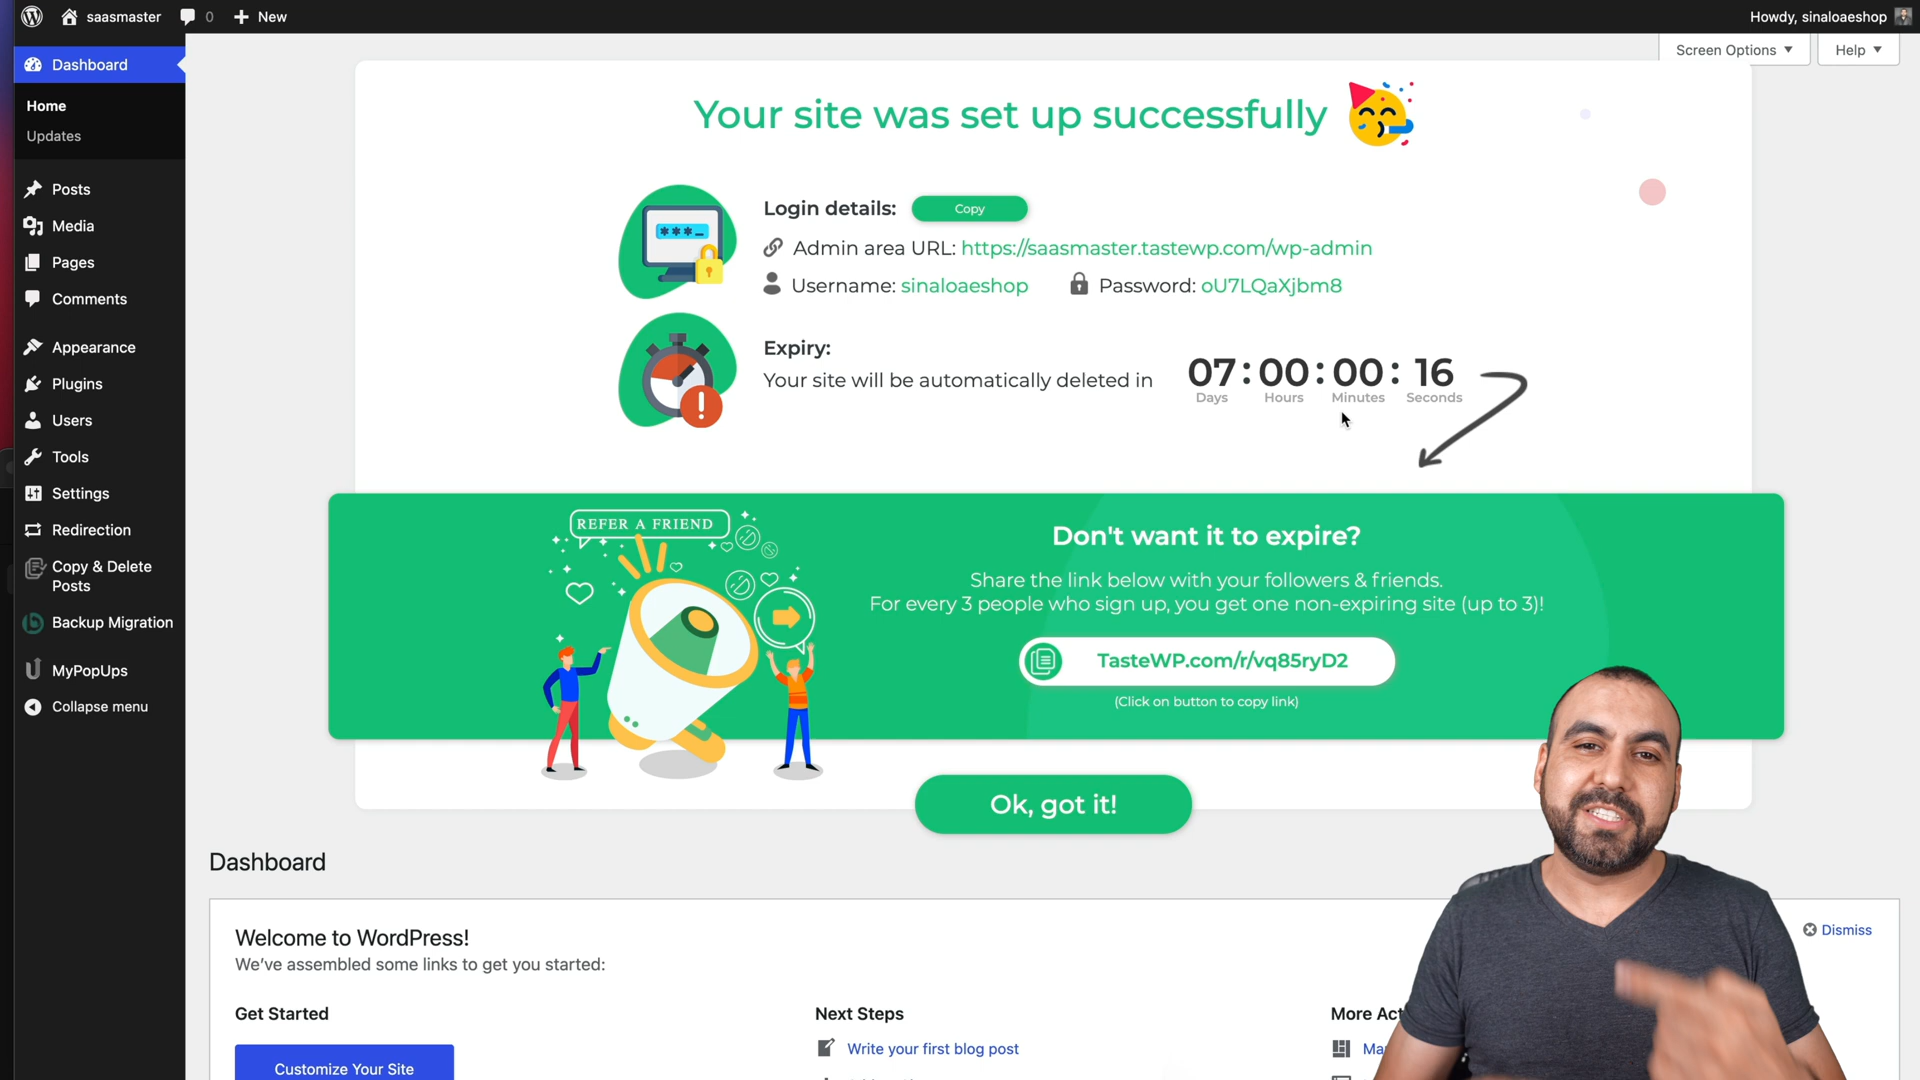 saasmaster 0 New Howdy, sinaloaeshop
Screen Options Help
Dashboard
Home
Updates
Posts
Media
Pages
Comments
Appearance
Plugins
Users
Tools
Settings
Redirection
Copy & Delete
Posts
Backup Migration
MyPopUps
Collapse menu
Your site was set up successfully
Login details: Copy
****_
Admin area URL: https://saasmaster.tastewp.com/wp-admin
Username: sinaloaeshop Password: oU7LQaXjbm8
Expiry:
Your site will be automatically deleted in 07:00:00:16
Days Hours Minutes Seconds
!
REFER A FRIEND
Don't want it to expire?
Share the link below with your followers & friends.
For every 3 people who sign up, you get one non-expiring site (up to 3)!
TasteWP.com/r/vq85ryD2
(Click on button to copy link)
Ok, got it!
Dashboard
Welcome to WordPress!
Dismiss
We've assembled some links to get you started:
Get Started Next Steps More Act
Customize Your Site
Write your first blog post
Ma